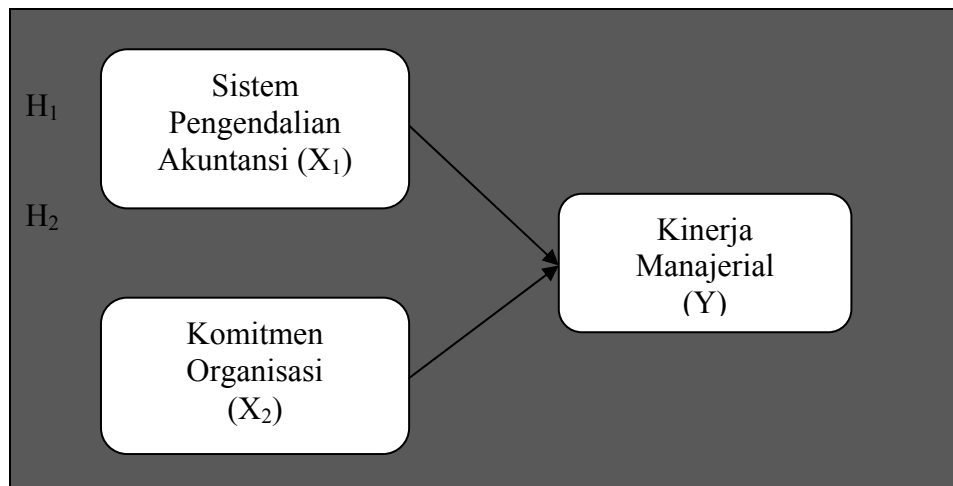 H₁
Sistem
Pengendalian
Akuntansi (X₁)
H₂
Kinerja
Manajerial
(Y)
Komitmen
Organisasi
(X₂)